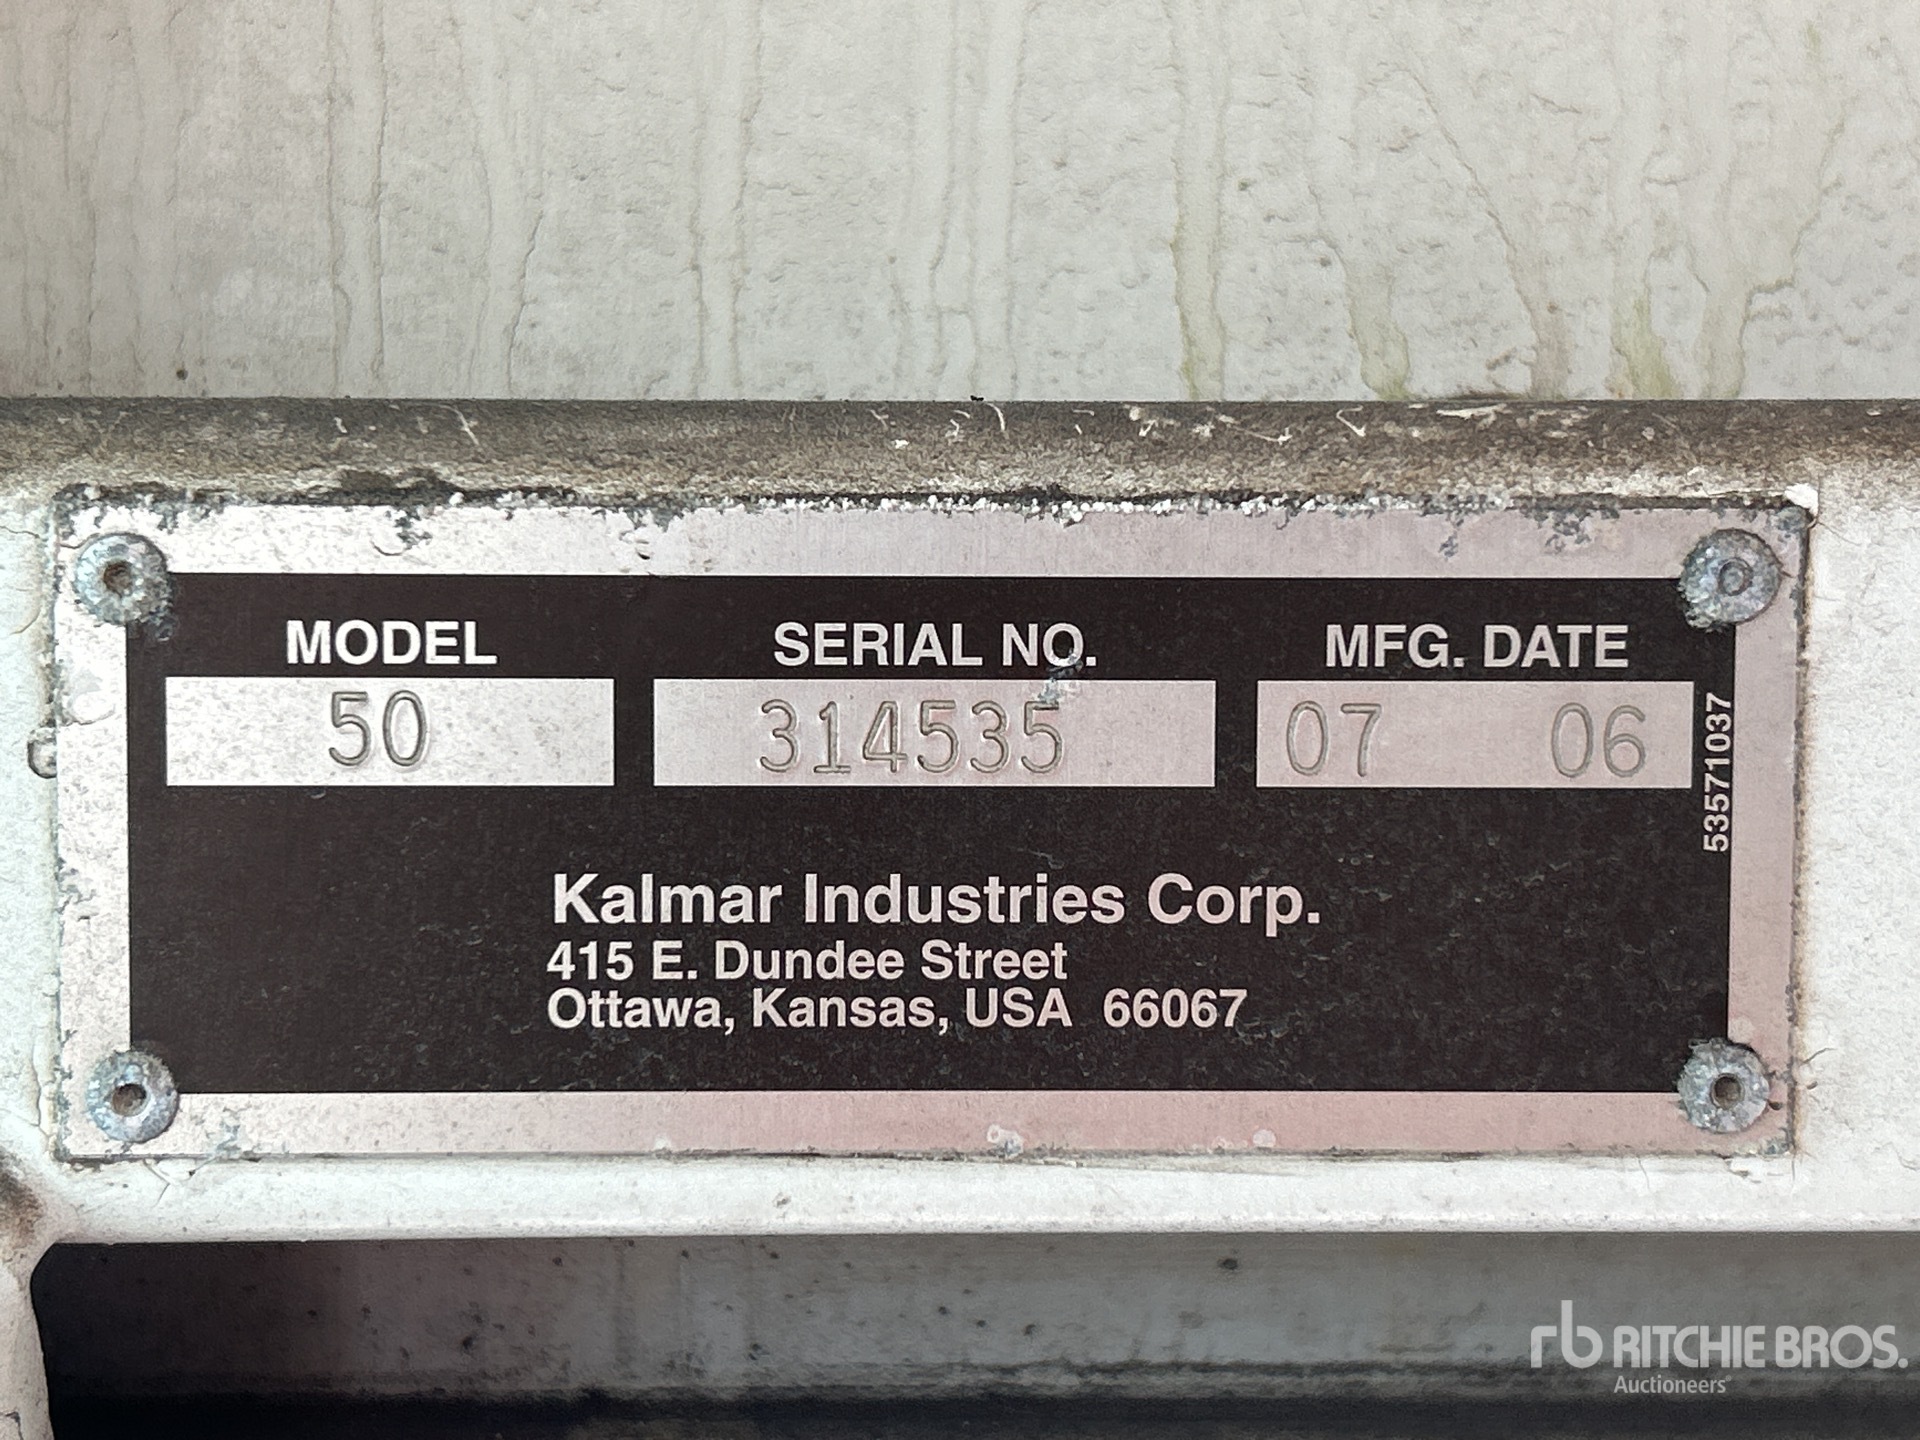 MODEL SERIAL NO. MFG. DATE
50 314535 07 06
53571037
Kalmar Industries Corp.
415 E. Dundee Street
Ottawa, Kansas, USA 66067
rb RITCHIE BROS.
Auctioneers